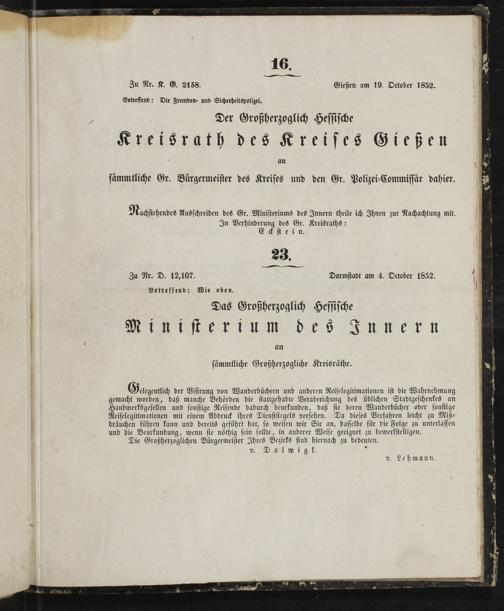 16.
Zu Nr. K. G. 2158. Gießen am 19. October 1852.
Betreffend: Die Fremden- und Sicherheitspolizei.
Der Großherzoglich Hessische
Kreisrath des Kreises Gießen
an
sämmtliche Gr. Bürgermeister des Kreises und den Gr. Polizei-Commissär dahier.
Nachstehendes Ausschreiben des Gr. Ministeriums des Innern theile ich Ihnen zur Nachachtung mit.
In Verhinderung des Gr. Kreisraths:
Eckstein.
23.
Zu Nr. D. 12,107. Darmstadt am 4. October 1852.
Betreffend: Wie oben.
Das Großherzoglich Hessische
Ministerium des Innern
an
sämmtliche Großherzogliche Kreisräthe.
Gelegentlich der Visirung von Wanderbüchern und anderen Reiselegitimationen ist die Wahrnehmung
gemacht worden, daß manche Behörden die stattgehabte Verabreichung des üblichen Stadtgeschenkes an
Handwerksgesellen und sonstige Reisende dadurch beurkunden, daß sie deren Wanderbücher oder sonstige
Reiselegitimationen mit einem Abdruck ihres Dienstsiegels versehen. Da dieses Verfahren leicht zu Miß-
bräuchen führen kann und bereits geführt hat, so weisen wir Sie an, dasselbe für die Folge zu unterlassen
und die Beurkundung, wenn sie nöthig sein sollte, in anderer Weise geeignet zu bewerkstelligen.
Die Großherzoglichen Bürgermeister Ihres Bezirks sind hiernach zu bedeuten.
v. Dalwigk.
v. Lehmann.